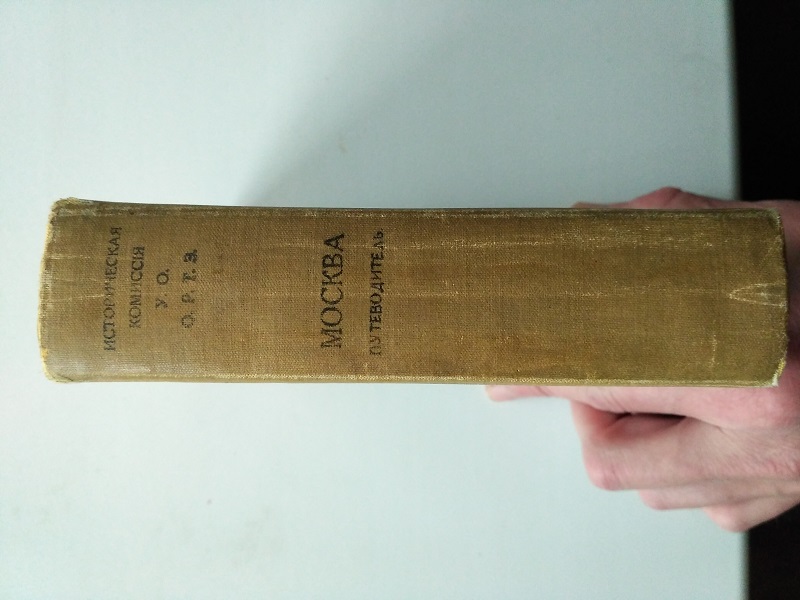 ИСТОРИЧЕСКАЯ
КОМИССІЯ
У. О.
О. Р. Т. З.
МОСКВА
ПУТЕВОДИТЕЛЬ